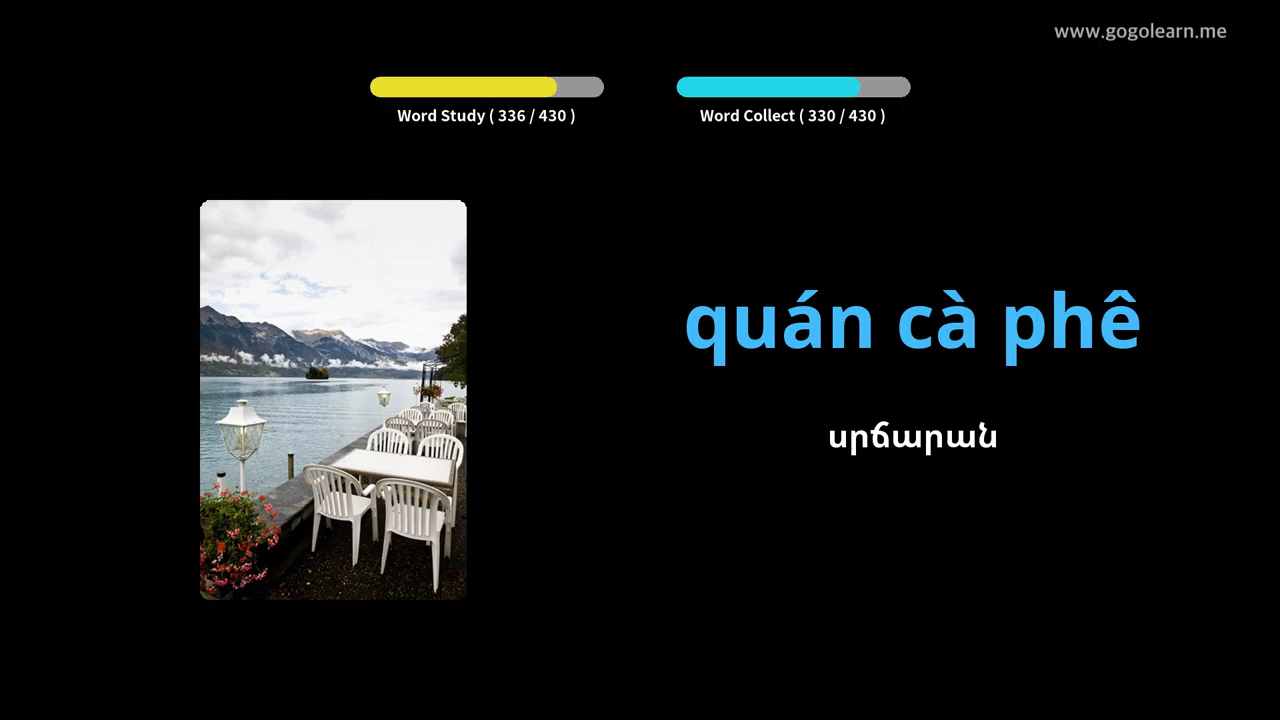 www.gogolearn.me
Word Study ( 336 / 430 )
Word Collect ( 330 / 430 )
quán cà phê
սրճարան